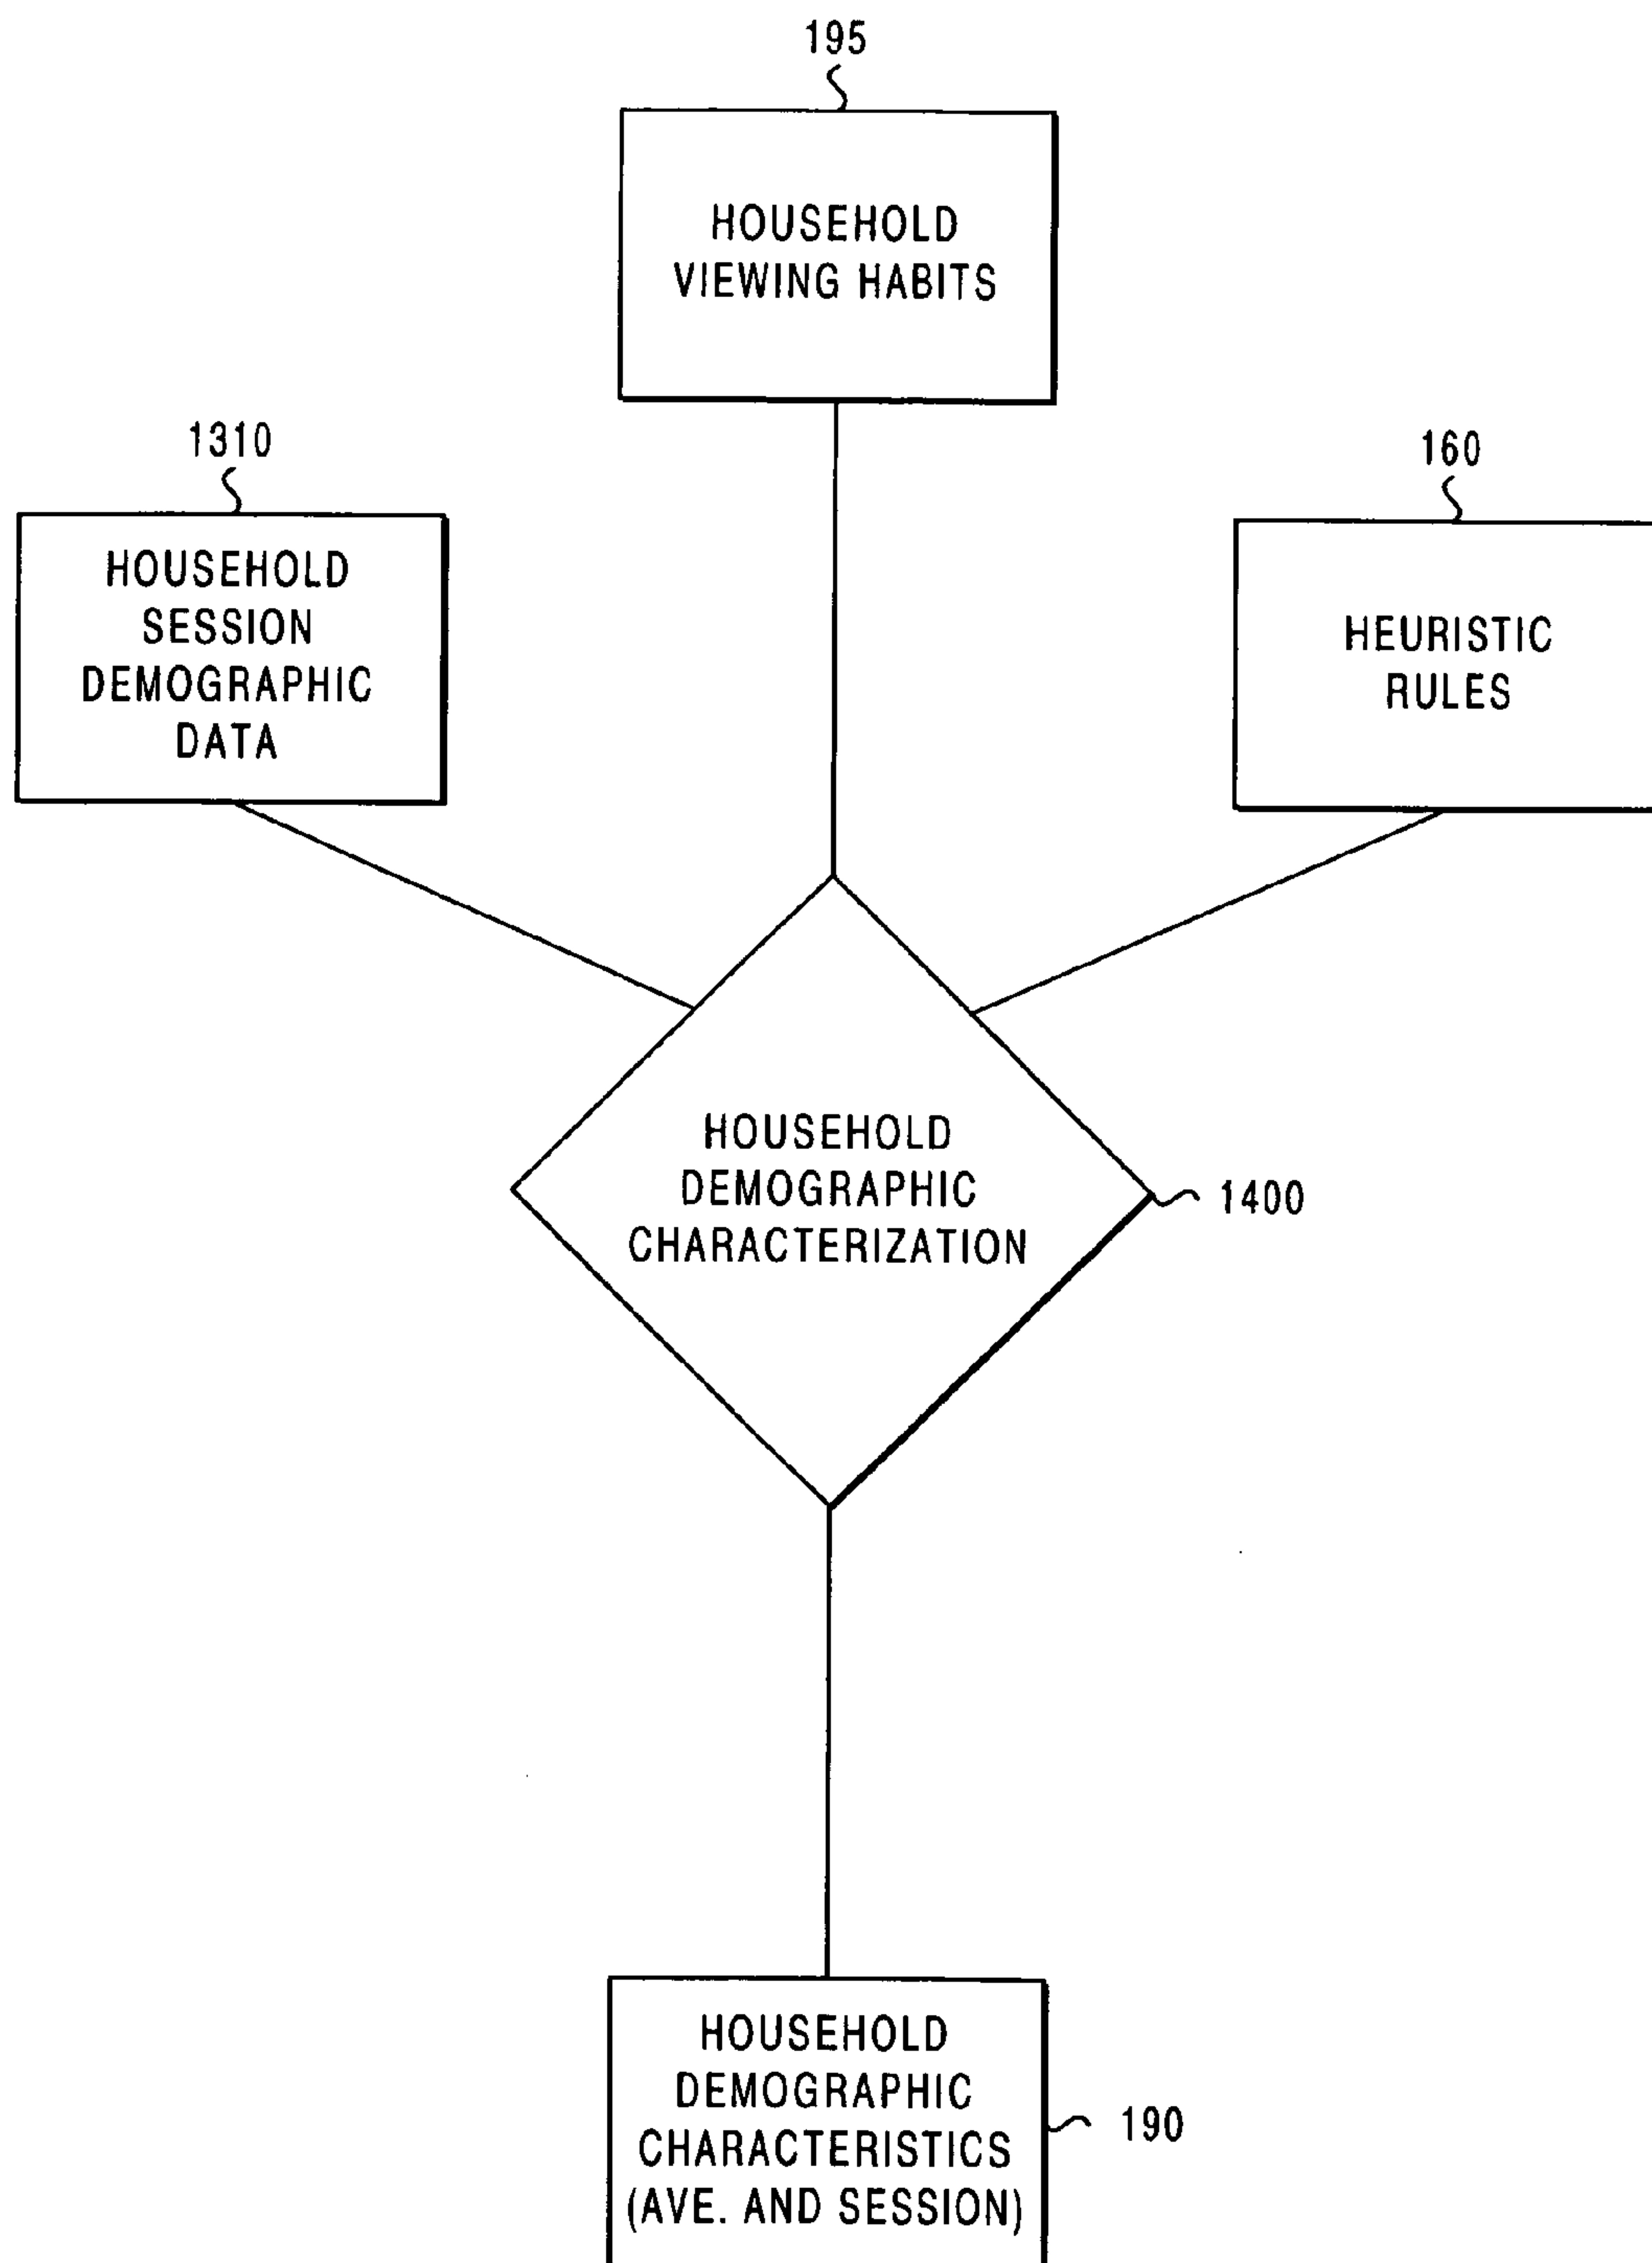 195
HOUSEHOLD
VIEWING HABITS
1310
HOUSEHOLD
SESSION
DEMOGRAPHIC
DATA
160
HEURISTIC
RULES
HOUSEHOLD
DEMOGRAPHIC
CHARACTERIZATION
1400
HOUSEHOLD
DEMOGRAPHIC
CHARACTERISTICS
(AVE. AND SESSION)
190